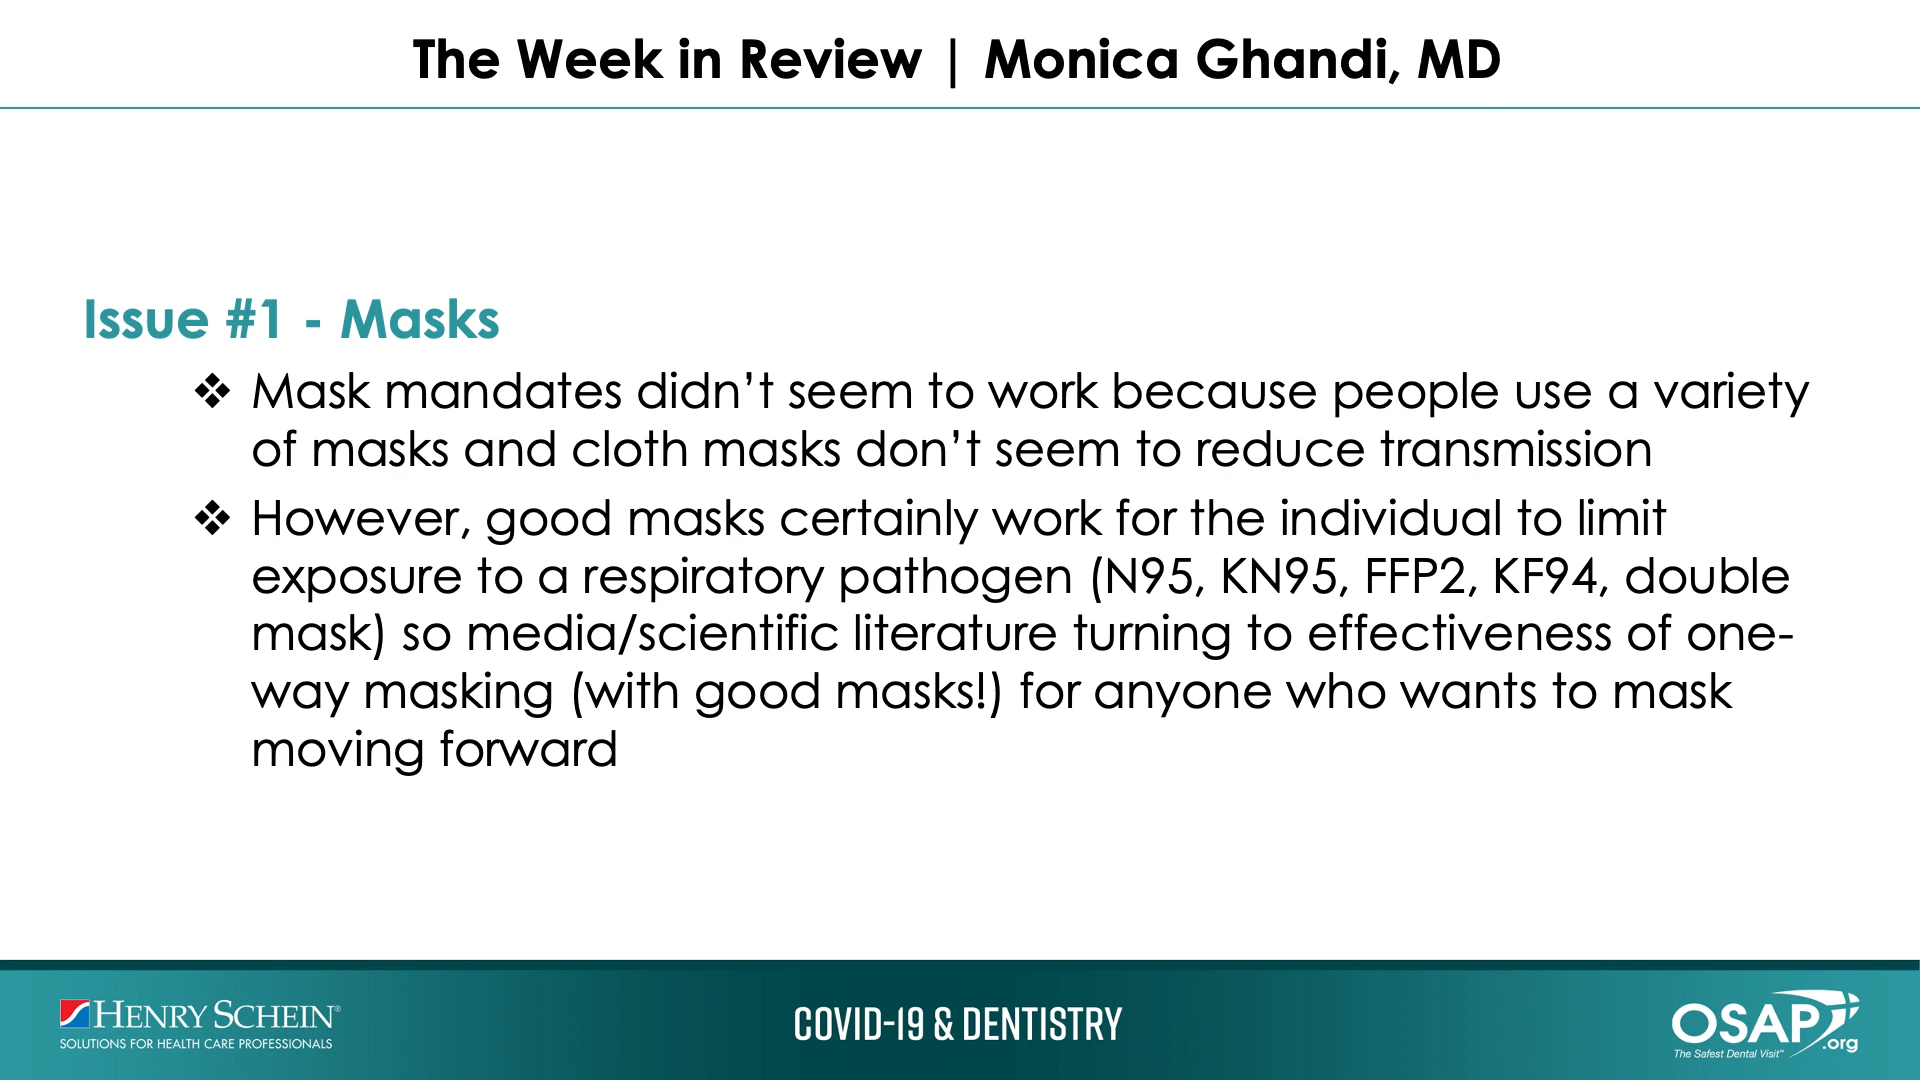 The Week in Review | Monica Ghandi, MD
Issue #1 - Masks
❖ Mask mandates didn’t seem to work because people use a variety
of masks and cloth masks don’t seem to reduce transmission
❖ However, good masks certainly work for the individual to limit
exposure to a respiratory pathogen (N95, KN95, FFP2, KF94, double
mask) so media/scientific literature turning to effectiveness of one-
way masking (with good masks!) for anyone who wants to mask
moving forward
HENRY SCHEIN®
SOLUTIONS FOR HEALTH CARE PROFESSIONALS
COVID-19 & DENTISTRY
OSAP
.org
The Safest Dental Visit™